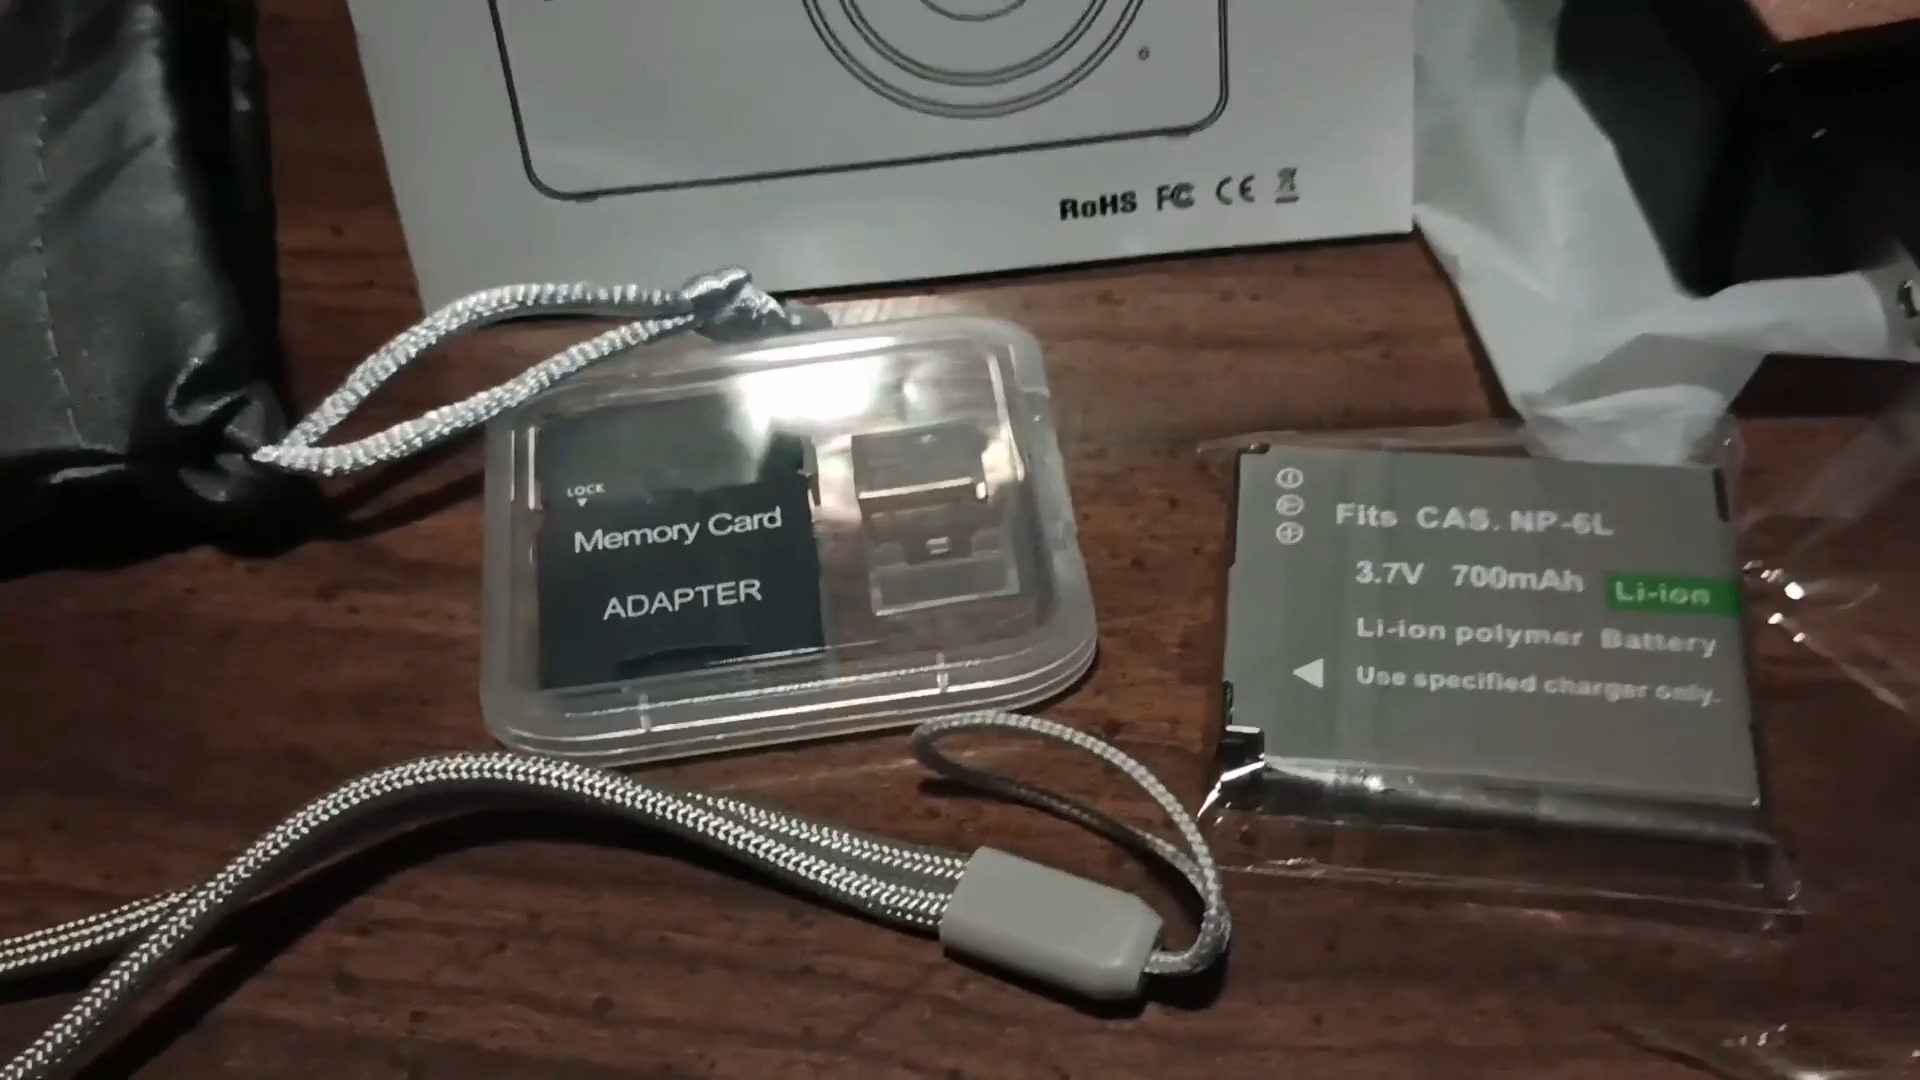 RoHS FC CE
LOCK
Memory Card
ADAPTER
Fits CAS. NP-6L
3.7V 700mAh Li-ion
Li-ion polymer Battery
Use specified charger only.